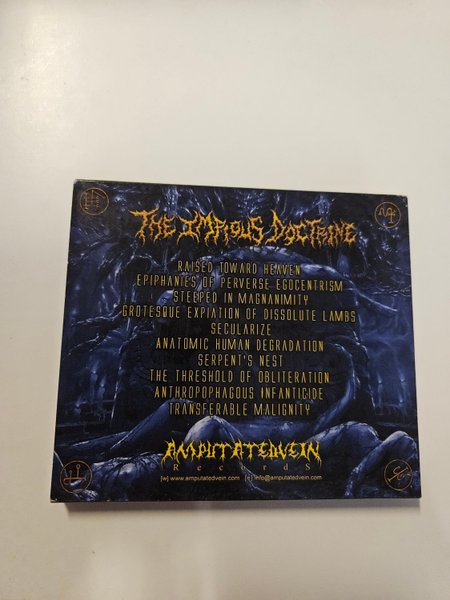 THE IMPIOUS DOCTRINE
RAISED TOWARD HEAVEN
EPIPHANIES OF PERVERSE EGOCENTRISM
STEEPED IN MAGNANIMITY
GROTESQUE EXPIATION OF DISSOLUTE LAMBS
SECULARIZE
ANATOMIC HUMAN DEGRADATION
SERPENT'S NEST
THE THRESHOLD OF OBLITERATION
ANTHROPOPHAGOUS INFANTICIDE
TRANSFERABLE MALIGNITY
AMPUTATEDVEIN
RecordS
[w] www.amputatedvein.com [e] info@amputatedvein.com